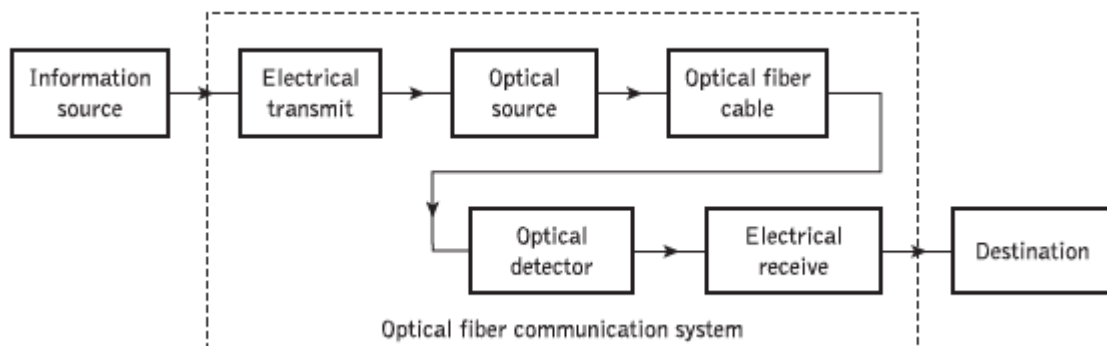 Information
source
Electrical
transmit
Optical
source
Optical fiber
cable
Optical
detector
Electrical
receive
Destination
Optical fiber communication system